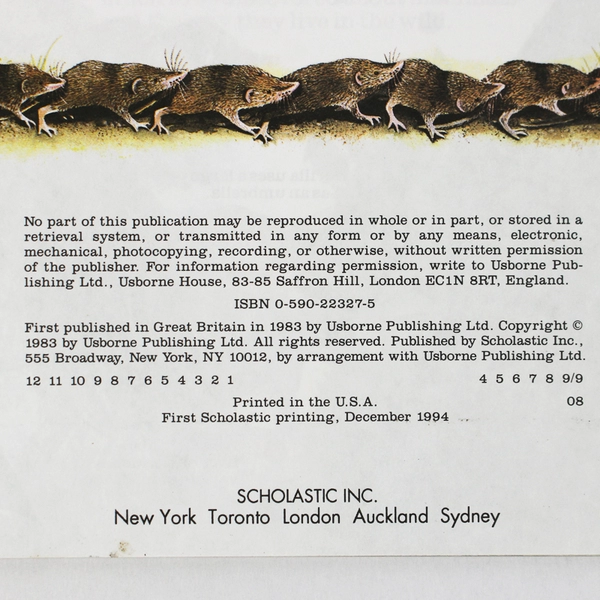 No part of this publication may be reproduced in whole or in part, or stored in a
retrieval system, or transmitted in any form or by any means, electronic,
mechanical, photocopying, recording, or otherwise, without written permission
of the publisher. For information regarding permission, write to Usborne Pub-
lishing Ltd., Usborne House, 83-85 Saffron Hill, London EC1N 8RT, England.
ISBN 0-590-22327-5
First published in Great Britain in 1983 by Usborne Publishing Ltd. Copyright ©
1983 by Usborne Publishing Ltd. All rights reserved. Published by Scholastic Inc.,
555 Broadway, New York, NY 10012, by arrangement with Usborne Publishing Ltd.
12 11 10 9 8 7 6 5 4 3 2 1 4 5 6 7 8 9/9
Printed in the U.S.A. 08
First Scholastic printing, December 1994
SCHOLASTIC INC.
New York Toronto London Auckland Sydney